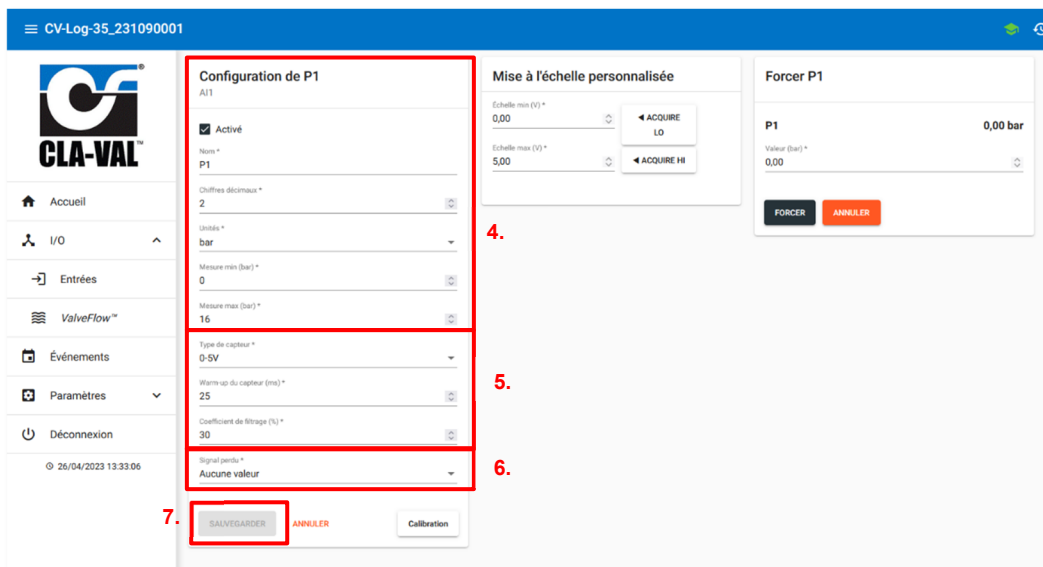 CV-Log-35_231090001
CLA-VAL™
®
Accueil
I/O
Entrées
ValveFlow™
Événements
Paramètres
Déconnexion
26/04/2023 13:33:06
Configuration de P1
AI1
Activé
Nom *
P1
Chiffres décimaux *
2
Unités *
bar
Mesure min (bar) *
0
Mesure max (bar) *
16
4.
Type de capteur *
0-5V
Warm-up du capteur (ms) *
25
Coefficient de filtrage (%) *
30
5.
Signal perdu *
Aucune valeur
6.
7.
SAUVEGARDER
ANNULER
Calibration
Mise à l'échelle personnalisée
Échelle min (V) *
0,00
ACQUIRE
LO
Echelle max (V) *
5,00
ACQUIRE HI
Forcer P1
P1 0,00 bar
Valeur (bar) *
0,00
FORCER
ANNULER